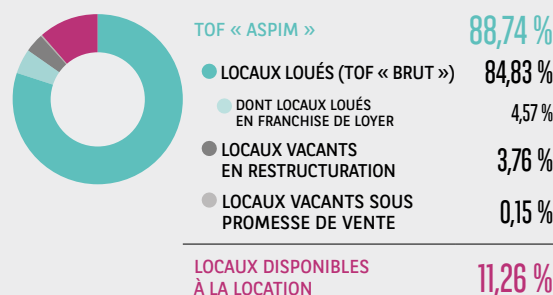 TOF « ASPIM » 88,74 %
LOCAUX LOUÉS (TOF « BRUT ») 84,83 %
DONT LOCAUX LOUÉS
EN FRANCHISE DE LOYER 4,57 %
LOCAUX VACANTS
EN RESTRUCTURATION 3,76 %
LOCAUX VACANTS SOUS
PROMESSE DE VENTE 0,15 %
LOCAUX DISPONIBLES
À LA LOCATION 11,26 %